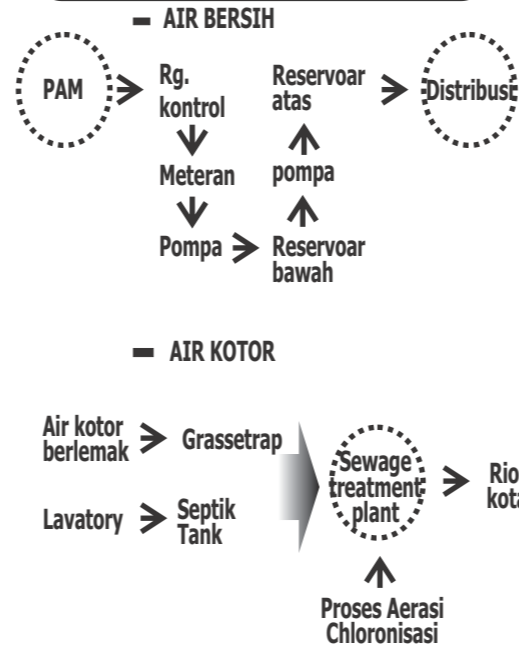 AIR BERSIH
PAM
Rg.
kontrol
Meteran
Pompa
Reservoar
bawah
pompa
Reservoar
atas
Distribusi
AIR KOTOR
Air kotor
berlemak
Grassetrap
Lavatory
Septik
Tank
Sewage
treatment
plant
Proses Aerasi
Chloronisasi